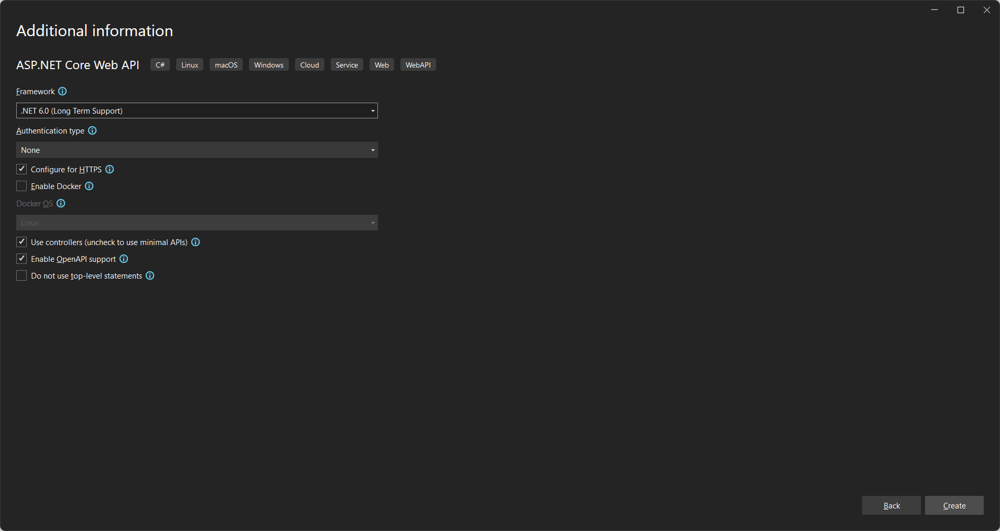 Additional information
ASP.NET Core Web API C# Linux macOS Windows Cloud Service Web WebAPI
Framework
.NET 6.0 (Long Term Support)
Authentication type
None
Configure for HTTPS
Enable Docker
Docker OS
Linux
Use controllers (uncheck to use minimal APIs)
Enable OpenAPI support
Do not use top-level statements
Back Create